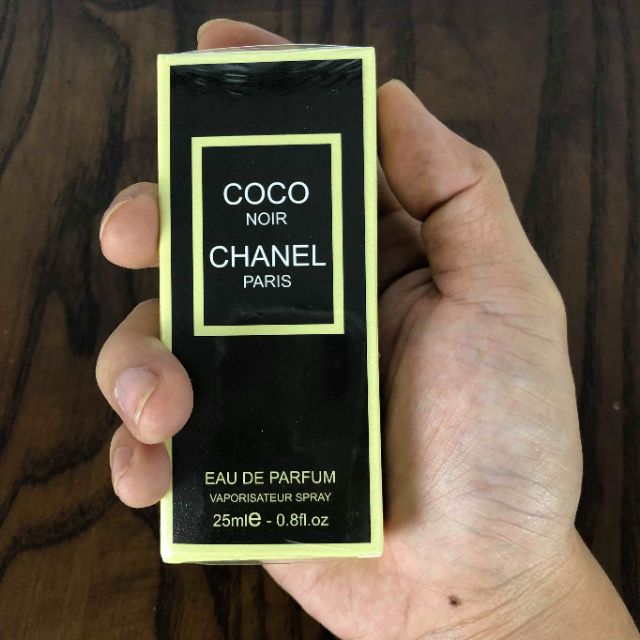 COCO
NOIR
CHANEL
PARIS
EAU DE PARFUM
VAPORISATEUR SPRAY
25ml℮ - 0.8fl.oz